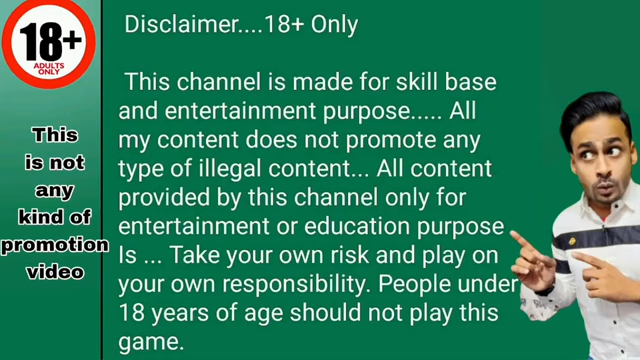 18+
ADULTS
ONLY
This
is not
any
kind of
promotion
video
Disclaimer....18+ Only
This channel is made for skill base
and entertainment purpose..... All
my content does not promote any
type of illegal content... All content
provided by this channel only for
entertainment or education purpose
Is ... Take your own risk and play on
your own responsibility. People under
18 years of age should not play this
game.